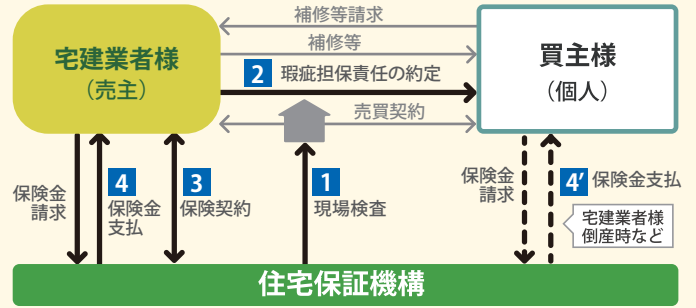 補修等請求
補修等
宅建業者様
（売主）
2 瑕疵担保責任の約定
売買契約
買主様
（個人）
保険金
請求
4
保険金
支払
3
保険契約
1
現場検査
保険金
請求
4′ 保険金支払
宅建業者様
倒産時など
住宅保証機構